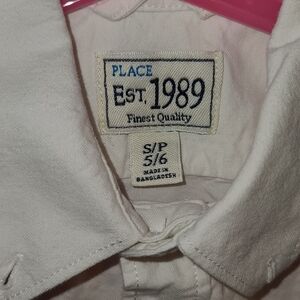 PLACE
EST. 1989
Finest Quality
S/P
5/6
MADE IN
BANGLADESH